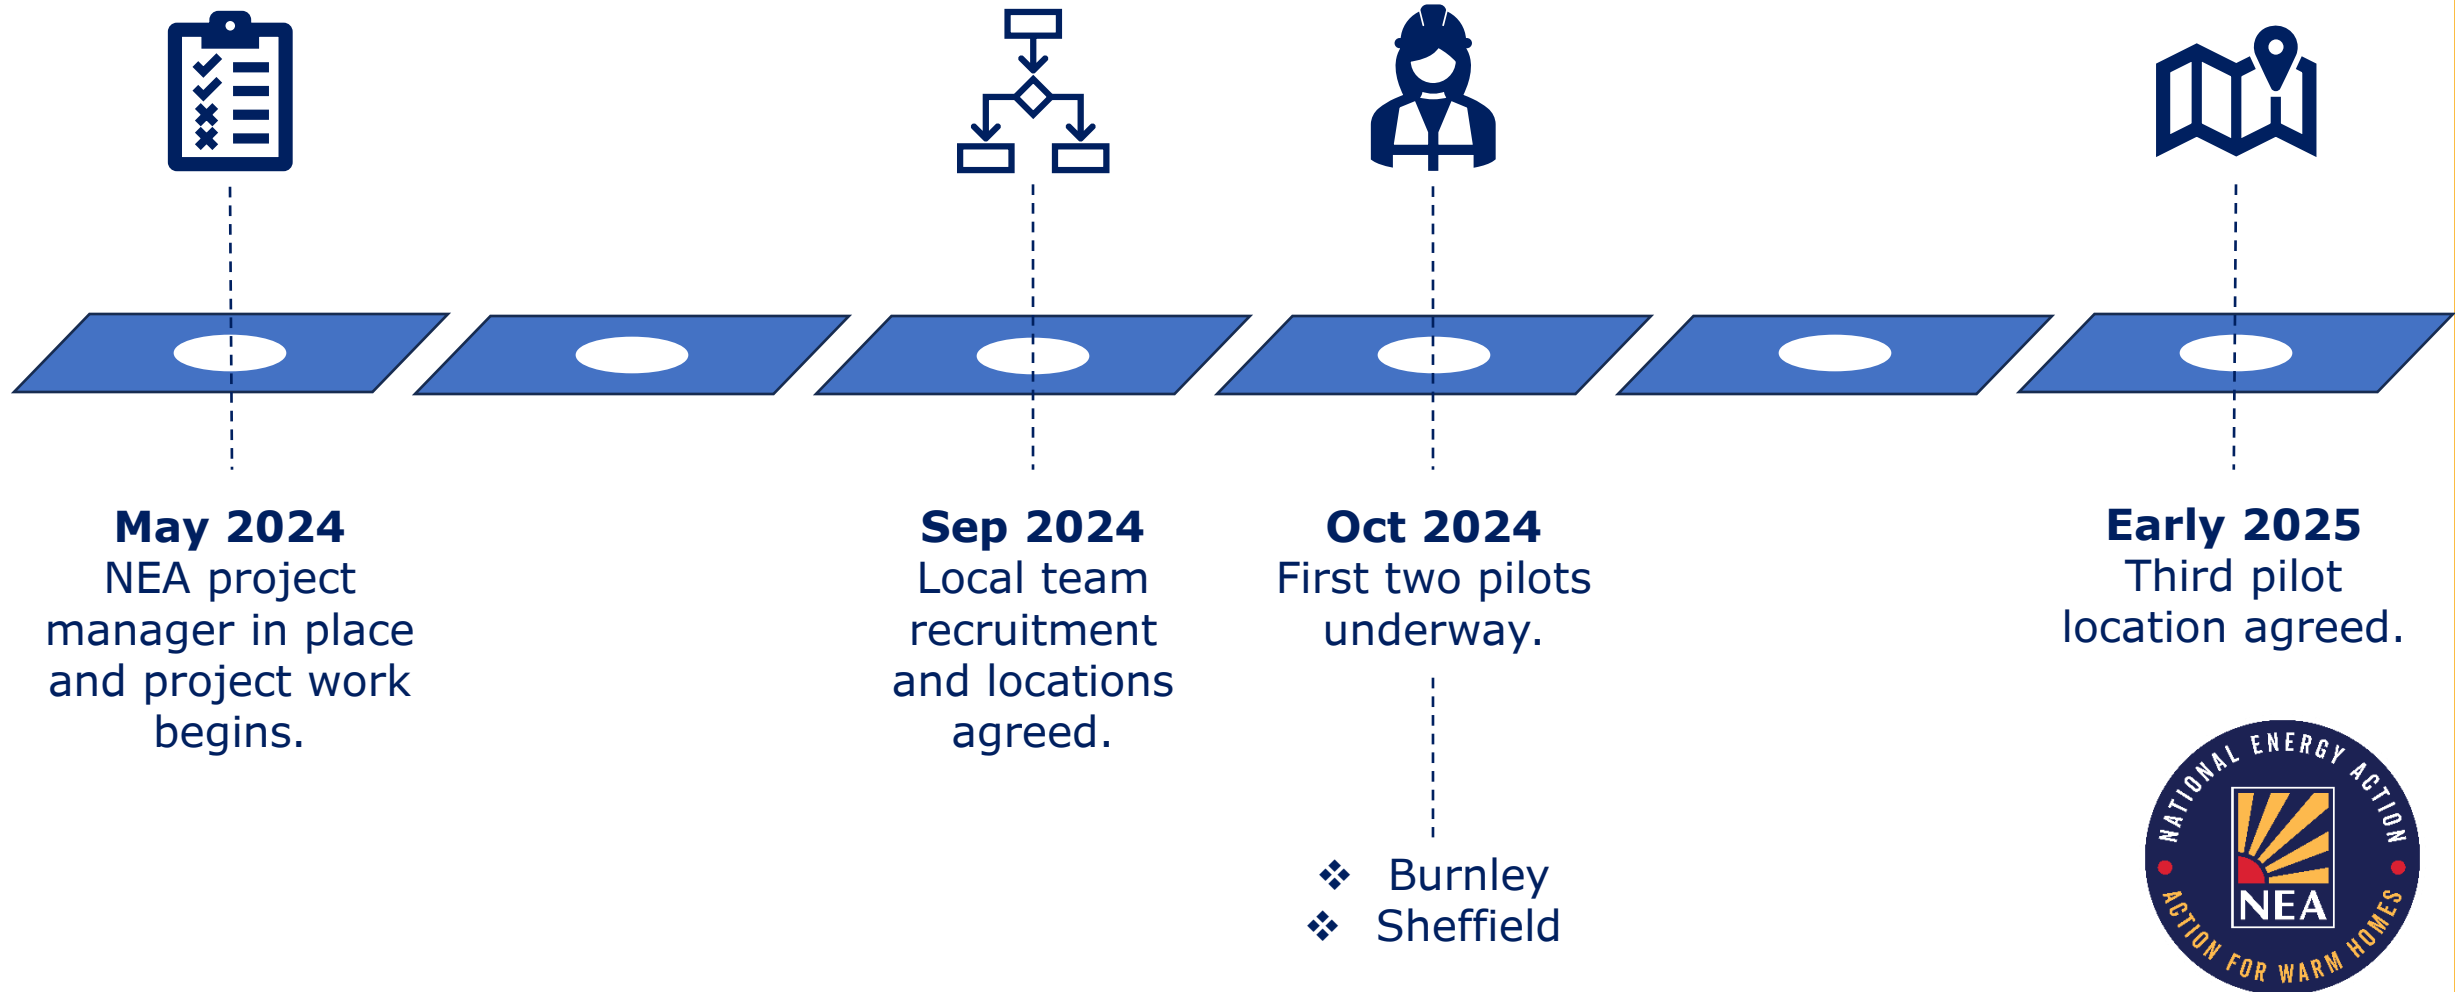 May 2024
NEA project
manager in place
and project work
begins.
Sep 2024
Local team
recruitment
and locations
agreed.
Oct 2024
First two pilots
underway.
❖ Burnley
❖ Sheffield
Early 2025
Third pilot
location agreed.
NATIONAL ENERGY ACTION
NEA
ACTION FOR WARM HOMES